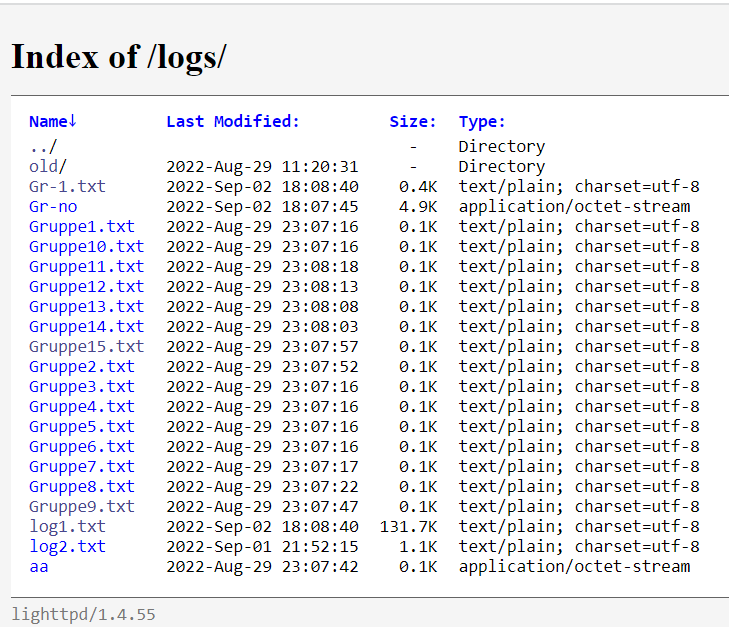 Index of /logs/
Name↓ Last Modified: Size: Type:
../ - Directory
old/ 2022-Aug-29 11:20:31 - Directory
Gr-1.txt 2022-Sep-02 18:08:40 0.4K text/plain; charset=utf-8
Gr-no 2022-Sep-02 18:07:45 4.9K application/octet-stream
Gruppe1.txt 2022-Aug-29 23:07:16 0.1K text/plain; charset=utf-8
Gruppe10.txt 2022-Aug-29 23:07:16 0.1K text/plain; charset=utf-8
Gruppe11.txt 2022-Aug-29 23:08:18 0.1K text/plain; charset=utf-8
Gruppe12.txt 2022-Aug-29 23:08:13 0.1K text/plain; charset=utf-8
Gruppe13.txt 2022-Aug-29 23:08:08 0.1K text/plain; charset=utf-8
Gruppe14.txt 2022-Aug-29 23:08:03 0.1K text/plain; charset=utf-8
Gruppe15.txt 2022-Aug-29 23:07:57 0.1K text/plain; charset=utf-8
Gruppe2.txt 2022-Aug-29 23:07:52 0.1K text/plain; charset=utf-8
Gruppe3.txt 2022-Aug-29 23:07:16 0.1K text/plain; charset=utf-8
Gruppe4.txt 2022-Aug-29 23:07:16 0.1K text/plain; charset=utf-8
Gruppe5.txt 2022-Aug-29 23:07:16 0.1K text/plain; charset=utf-8
Gruppe6.txt 2022-Aug-29 23:07:16 0.1K text/plain; charset=utf-8
Gruppe7.txt 2022-Aug-29 23:07:17 0.1K text/plain; charset=utf-8
Gruppe8.txt 2022-Aug-29 23:07:22 0.1K text/plain; charset=utf-8
Gruppe9.txt 2022-Aug-29 23:07:47 0.1K text/plain; charset=utf-8
log1.txt 2022-Sep-02 18:08:40 131.7K text/plain; charset=utf-8
log2.txt 2022-Sep-01 21:52:15 1.1K text/plain; charset=utf-8
aa 2022-Aug-29 23:07:42 0.1K application/octet-stream
lighttpd/1.4.55